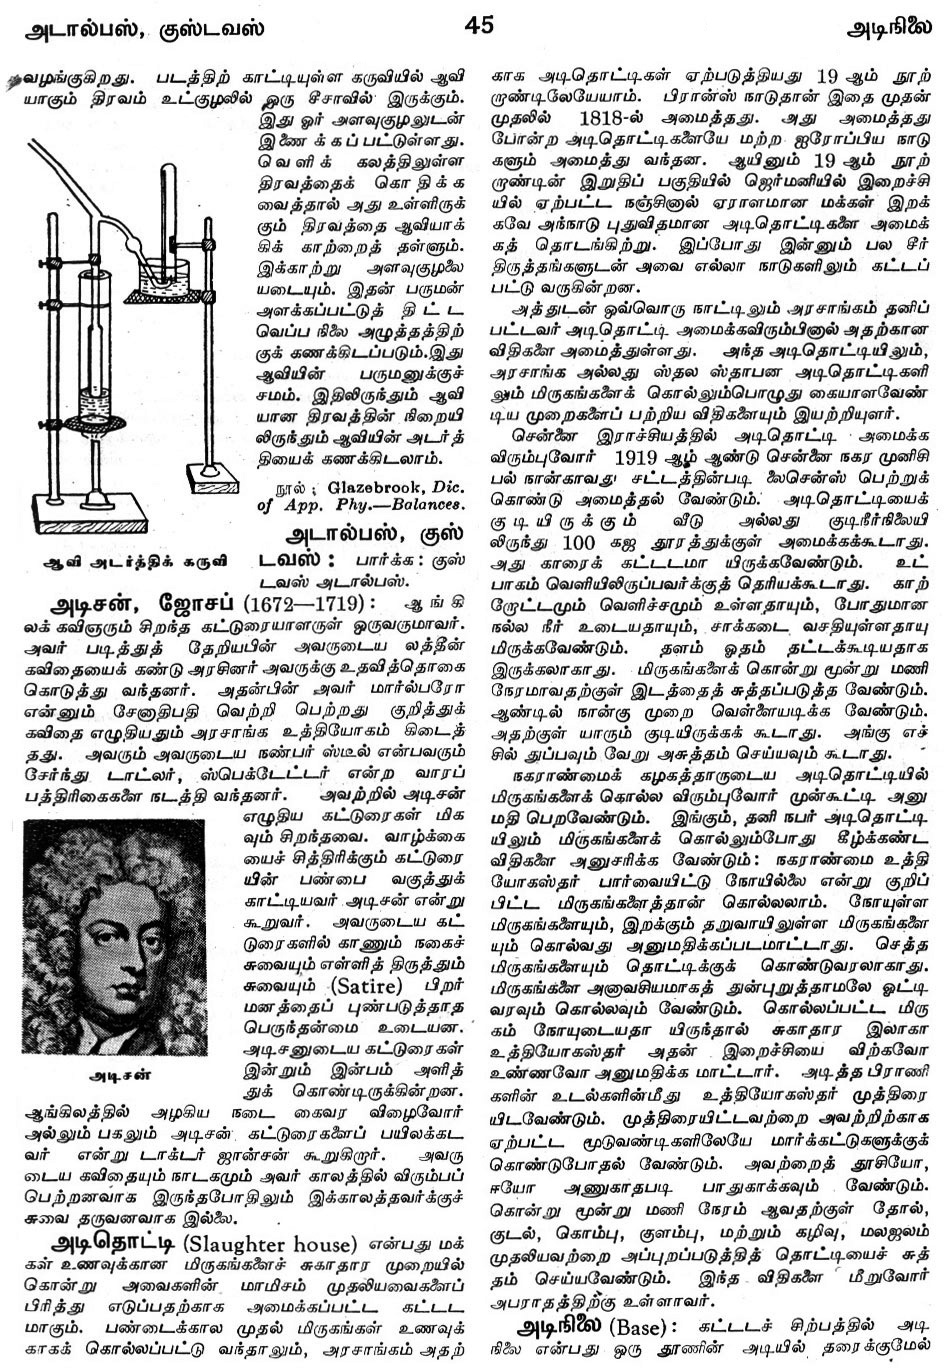 அடால்பஸ், குஸ்டவஸ்
45
அடிநிலை
வழங்குகிறது. படத்திற் காட்டியுள்ள கருவியில் ஆவி
யாகும் திரவம் உட்குழலில் ஒரு சீசாவில் இருக்கும்.
இது ஓர் அளவுகுழலுடன்
இணைக்கப்பட்டுள்ளது.
வெளிக் கலத்திலுள்ள
திரவத்தைக் கொதிக்க
வைத்தால் அது உள்ளிருக்
கும் திரவத்தை ஆவியாக்
கிக் காற்றைத் தள்ளும்.
இக்காற்று அளவுகுழலை
யடையும். இதன் பருமன்
அளக்கப்பட்டுத் திட்ட
வெப்ப நிலை அழுத்தத்திற்
குக் கணக்கிடப்படும்.இது
ஆவியின் பருமனுக்குச்
சமம். இதிலிருந்தும் ஆவி
யான திரவத்தின் நிறையி
லிருந்தும் ஆவியின் அடர்த்
தியைக் கணக்கிடலாம்.
நூல் ; Glazebrook, Dic.
of App. Phy.—Balances.
ஆவி அடர்த்திக் கருவி
அடால்பஸ், குஸ்
டவஸ் : பார்க்க : குஸ்
டவஸ் அடால்பஸ்.
அடிசன், ஜோசப் (1672—1719) : ஆங்கி
லக் கவிஞரும் சிறந்த கட்டுரையாளருள் ஒருவருமாவர்.
அவர் படித்துத் தேறியபின் அவருடைய லத்தீன்
கவிதையைக் கண்டு அரசினர் அவருக்கு உதவித்தொகை
கொடுத்து வந்தனர். அதன்பின் அவர் மார்ல்பரோ
என்னும் சேனாதிபதி வெற்றி பெற்றது குறித்துக்
கவிதை எழுதியதும் அரசாங்க உத்தியோகம் கிடைத்
தது. அவரும் அவருடைய நண்பர் ஸ்டீல் என்பவரும்
சேர்ந்து டாட்லர், ஸ்பெக்டேட்டர் என்ற வாரப்
பத்திரிகைகளை நடத்தி வந்தனர். அவற்றில் அடிசன்
எழுதிய கட்டுரைகள் மிக
வும் சிறந்தவை. வாழ்க்கை
யைச் சித்திரிக்கும் கட்டுரை
யின் பண்பை வகுத்துக்
காட்டியவர் அடிசன் என்று
கூறுவர். அவருடைய கட்
டுரைகளில் காணும் நகைச்
சுவையும் எள்ளித் திருத்தும்
சுவையும் (Satire) பிறர்
மனத்தைப் புண்படுத்தாத
பெருந்தன்மை உடையன.
அடிசனுடைய கட்டுரைகள்
இன்றும் இன்பம் அளித்
துக் கொண்டிருக்கின்றன.
அடிசன்
ஆங்கிலத்தில் அழகிய நடை கைவர விழைவோர்
அல்லும் பகலும் அடிசன் கட்டுரைகளைப் பயிலக்கட
வர் என்று டாக்டர் ஜான்சன் கூறுகிறார். அவரு
டைய கவிதையும் நாடகமும் அவர் காலத்தில் விரும்பப்
பெற்றனவாக இருந்தபோதிலும் இக்காலத்தவர்க்குச்
சுவை தருவனவாக இல்லை.
அடிதொட்டி (Slaughter house) என்பது மக்
கள் உணவுக்கான மிருகங்களைச் சுகாதார முறையில்
கொன்று அவைகளின் மாமிசம் முதலியவைகளைப்
பிரித்து எடுப்பதற்காக அமைக்கப்பட்ட கட்டட
மாகும். பண்டைக்கால முதல் மிருகங்கள் உணவுக்
காகக் கொல்லப்பட்டு வந்தாலும், அரசாங்கம் அதற்
காக அடிதொட்டிகள் ஏற்படுத்தியது 19 ஆம் நூற்
றாண்டிலேயேயாம். பிரான்ஸ் நாடுதான் இதை முதன்
முதலில் 1818-ல் அமைத்தது. அது அமைத்தது
போன்ற அடிதொட்டிகளையே மற்ற ஐரோப்பிய நாடு
களும் அமைத்து வந்தன. ஆயினும் 19 ஆம் நூற்
றாண்டின் இறுதிப் பகுதியில் ஜெர்மனியில் இறைச்சி
யில் ஏற்பட்ட நஞ்சினால் ஏராளமான மக்கள் இறக்
கவே அந்நாடு புதுவிதமான அடிதொட்டிகளை அமைக்
கத் தொடங்கிற்று. இப்போது இன்னும் பல சீர்
திருத்தங்களுடன் அவை எல்லா நாடுகளிலும் கட்டப்
பட்டு வருகின்றன.
அத்துடன் ஒவ்வொரு நாட்டிலும் அரசாங்கம் தனிப்
பட்டவர் அடிதொட்டி அமைக்கவிரும்பினால் அதற்கான
விதிகளை அமைத்துள்ளது. அந்த அடிதொட்டியிலும்,
அரசாங்க அல்லது ஸ்தல ஸ்தாபன அடிதொட்டிகளி
லும் மிருகங்களைக் கொல்லும்பொழுது கையாளவேண்
டிய முறைகளைப் பற்றிய விதிகளையும் இயற்றியுளர்.
சென்னை இராச்சியத்தில் அடிதொட்டி அமைக்க
விரும்புவோர் 1919 ஆம் ஆண்டு சென்னை நகர முனிசி
பல் நான்காவது சட்டத்தின்படி லைசென்ஸ் பெற்றுக்
கொண்டு அமைத்தல் வேண்டும். அடிதொட்டியைக்
குடியிருக்கும் வீடு அல்லது குடிநீர்நிலையி
லிருந்து 100 கஜ தூரத்துக்குள் அமைக்கக்கூடாது.
அது காரைக் கட்டடமா யிருக்கவேண்டும். உட்
பாகம் வெளியிலிருப்பவர்க்குத் தெரியக்கூடாது. காற்
றோட்டமும் வெளிச்சமும் உள்ளதாயும், போதுமான
நல்ல நீர் உடையதாயும், சாக்கடை வசதியுள்ளதாயு
மிருக்கவேண்டும். தளம் ஓதம் தட்டக்கூடியதாக
இருக்கலாகாது. மிருகங்களைக் கொன்று மூன்று மணி
நேரமாவதற்குள் இடத்தைத் சுத்தப்படுத்த வேண்டும்.
ஆண்டில் நான்கு முறை வெள்ளையடிக்க வேண்டும்.
அதற்குள் யாரும் குடியிருக்கக் கூடாது. அங்கு எச்
சில் துப்பவும் வேறு அசுத்தம் செய்யவும் கூடாது.
நகராண்மைக் கழகத்தாருடைய அடிதொட்டியில்
மிருகங்களைக் கொல்ல விரும்புவோர் முன்கூட்டி அனு
மதி பெறவேண்டும். இங்கும், தனி நபர் அடிதொட்டி
யிலும் மிருகங்களைக் கொல்லும்போது கீழ்க்கண்ட
விதிகளை அனுசரிக்க வேண்டும்: நகராண்மை உத்தி
யோகஸ்தர் பார்வையிட்டு நோயில்லை என்று குறிப்
பிட்ட மிருகங்களைத்தான் கொல்லலாம். நோயுள்ள
மிருகங்களையும், இறக்கும் தறுவாயிலுள்ள மிருகங்களை
யும் கொல்வது அனுமதிக்கப்படமாட்டாது. செத்த
மிருகங்களையும் தொட்டிக்குக் கொண்டுவரலாகாது.
மிருகங்களை அனாவசியமாகத் துன்புறுத்தாமலே ஓட்டி
வரவும் கொல்லவும் வேண்டும். கொல்லப்பட்ட மிரு
கம் நோயுடையதா யிருந்தால் சுகாதார இலாகா
உத்தியோகஸ்தர் அதன் இறைச்சியை விற்கவோ
உண்ணவோ அனுமதிக்க மாட்டார். அடித்த பிராணி
களின் உடல்களின்மீது உத்தியோகஸ்தர் முத்திரை
யிடவேண்டும். முத்திரையிட்டவற்றை அவற்றிற்காக
ஏற்பட்ட மூடுவண்டிகளிலேயே மார்க்கட்டுகளுக்குக்
கொண்டுபோதல் வேண்டும். அவற்றைத் தூசியோ,
ஈயோ அணுகாதபடி பாதுகாக்கவும் வேண்டும்.
கொன்று மூன்று மணி நேரம் ஆவதற்குள் தோல்,
குடல், கொம்பு, குளம்பு, மற்றும் கழிவு, மலஜலம்
முதலியவற்றை அப்புறப்படுத்தித் தொட்டியைச் சுத்
தம் செய்யவேண்டும். இந்த விதிகளை மீறுவோர்
அபராதத்திற்கு உள்ளாவர்.
அடிநிலை (Base) : கட்டடச் சிற்பத்தில் அடி
நிலை என்பது ஒரு தூணின் அடியில் தரைக்குமேல்